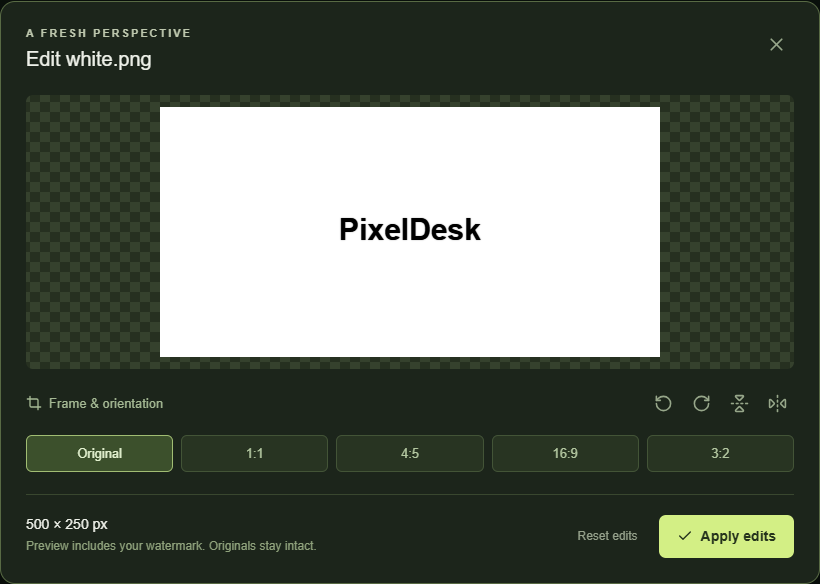 A FRESH PERSPECTIVE
Edit white.png
PixelDesk
Frame & orientation
Original
1:1
4:5
16:9
3:2
500 × 250 px
Preview includes your watermark. Originals stay intact.
Reset edits
Apply edits